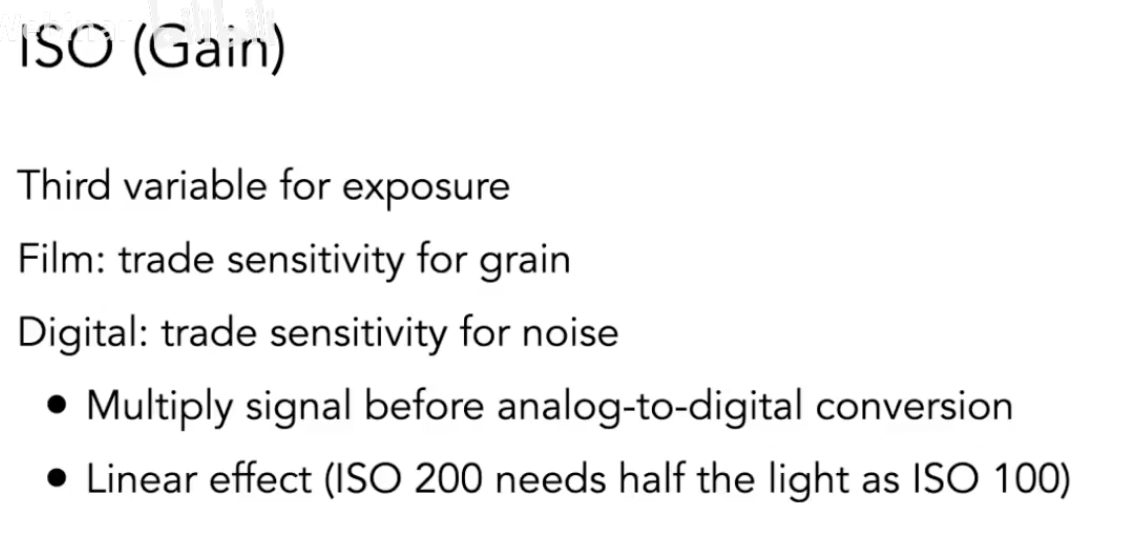 ISO (Gain)
Third variable for exposure
Film: trade sensitivity for grain
Digital: trade sensitivity for noise
● Multiply signal before analog-to-digital conversion
● Linear effect (ISO 200 needs half the light as ISO 100)